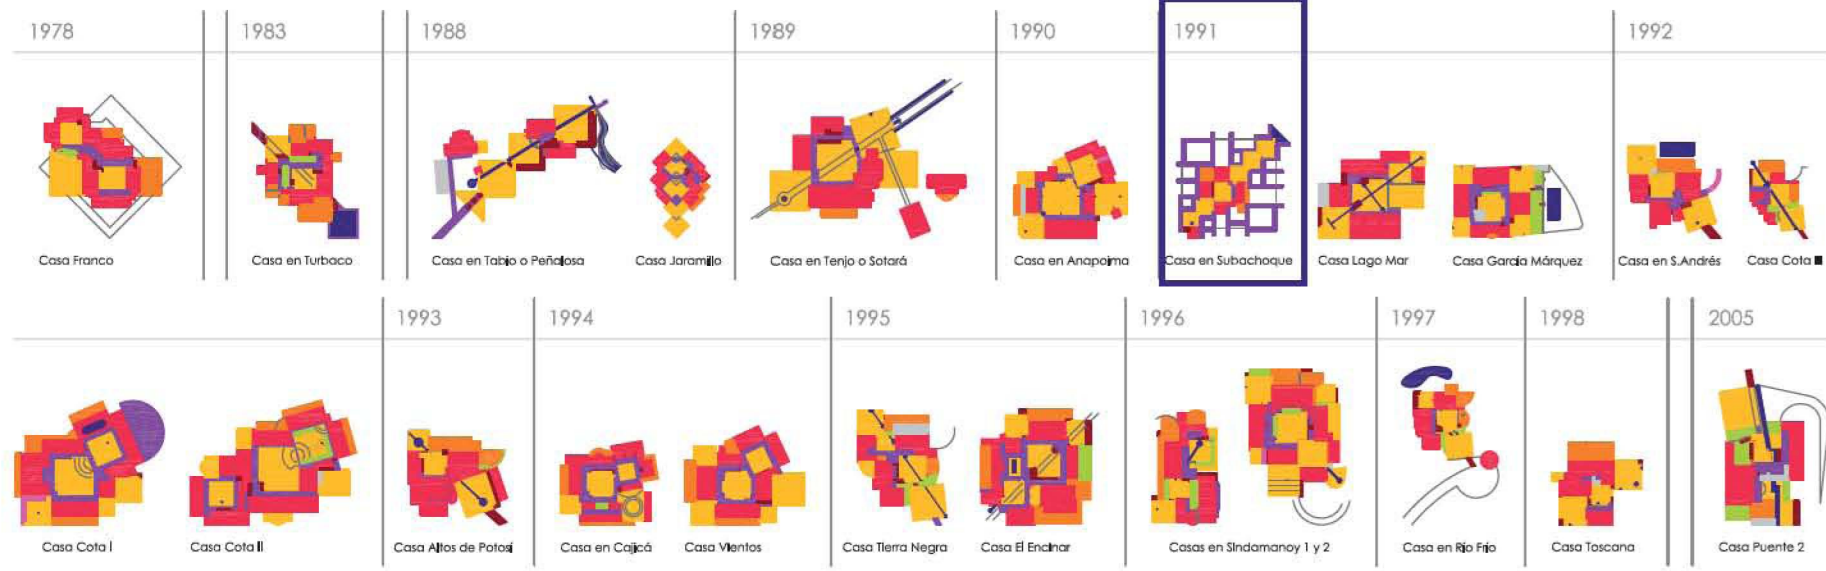 1978 1983 1988 1989 1990 1991 1992
Casa Franco Casa en Turbaco Casa en Tabio o Peñalosa Casa Jaramillo Casa en Tenjo o Sotará Casa en Anapoima Casa en Subachoque Casa Lago Mar Casa García Márquez Casa en S.Andrés Casa Cota III
1993 1994 1995 1996 1997 1998 2005
Casa Cota I Casa Cota II Casa Altos de Potosí Casa en Cajicá Casa Vientos Casa Tierra Negra Casa El Encinar Casas en Sindamanoy 1 y 2 Casa en Río Frío Casa Toscana Casa Puente 2